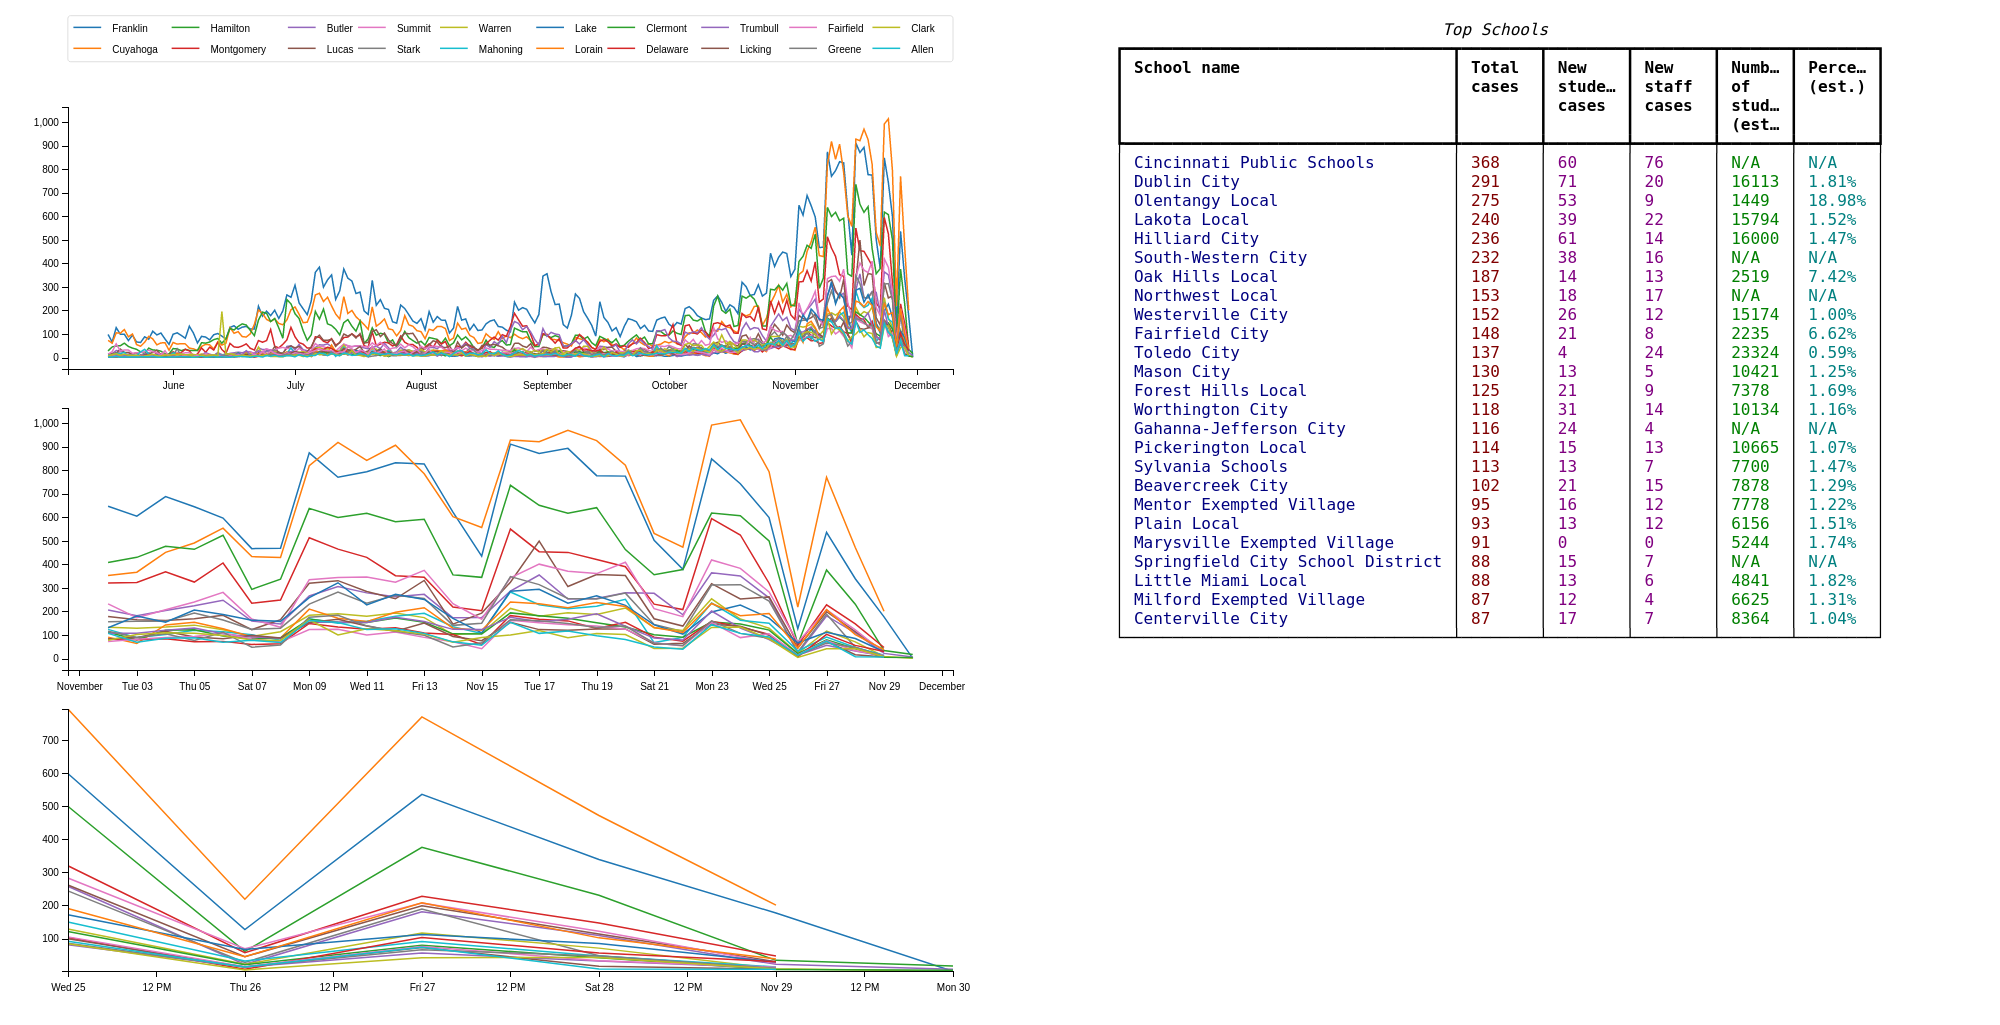 Franklin Hamilton Butler Summit Warren Lake Clermont Trumbull Fairfield Clark
Cuyahoga Montgomery Lucas Stark Mahoning Lorain Delaware Licking Greene Allen
1,000
900
800
700
600
500
400
300
200
100
0
June July August September October November December
1,000
900
800
700
600
500
400
300
200
100
0
November Tue 03 Thu 05 Sat 07 Mon 09 Wed 11 Fri 13 Nov 15 Tue 17 Thu 19 Sat 21 Mon 23 Wed 25 Fri 27 Nov 29 December
700
600
500
400
300
200
100
Wed 25 12 PM Thu 26 12 PM Fri 27 12 PM Sat 28 12 PM Nov 29 12 PM Mon 30
Top Schools
School name Total New New Numb… Perce…
cases stude… staff of (est.)
cases cases stud…
(est…
Cincinnati Public Schools 368 60 76 N/A N/A
Dublin City 291 71 20 16113 1.81%
Olentangy Local 275 53 9 1449 18.98%
Lakota Local 240 39 22 15794 1.52%
Hilliard City 236 61 14 16000 1.47%
South-Western City 232 38 16 N/A N/A
Oak Hills Local 187 14 13 2519 7.42%
Northwest Local 153 18 17 N/A N/A
Westerville City 152 26 12 15174 1.00%
Fairfield City 148 21 8 2235 6.62%
Toledo City 137 4 24 23324 0.59%
Mason City 130 13 5 10421 1.25%
Forest Hills Local 125 21 9 7378 1.69%
Worthington City 118 31 14 10134 1.16%
Gahanna-Jefferson City 116 24 4 N/A N/A
Pickerington Local 114 15 13 10665 1.07%
Sylvania Schools 113 13 7 7700 1.47%
Beavercreek City 102 21 15 7878 1.29%
Mentor Exempted Village 95 16 12 7778 1.22%
Plain Local 93 13 12 6156 1.51%
Marysville Exempted Village 91 0 0 5244 1.74%
Springfield City School District 88 15 7 N/A N/A
Little Miami Local 88 13 6 4841 1.82%
Milford Exempted Village 87 12 4 6625 1.31%
Centerville City 87 17 7 8364 1.04%